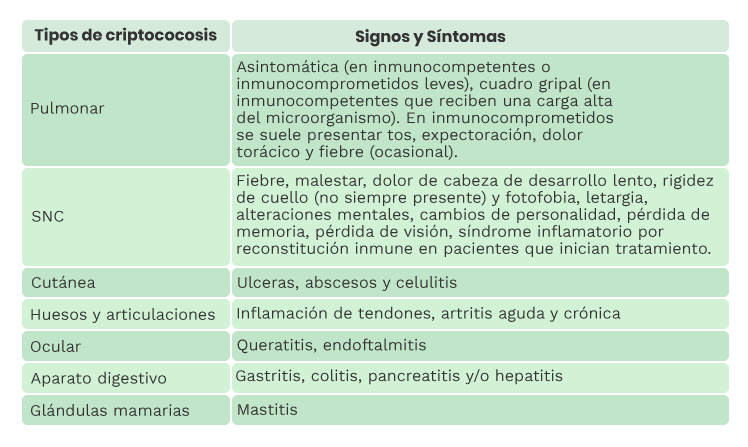 Tipos de criptococosis
Signos y Síntomas
Pulmonar
Asintomática (en inmunocompetentes o
inmunocomprometidos leves), cuadro gripal (en
inmunocompetentes que reciben una carga alta
del microorganismo). En inmunocomprometidos
se suele presentar tos, expectoración, dolor
torácico y fiebre (ocasional).
SNC
Fiebre, malestar, dolor de cabeza de desarrollo lento, rigidez
de cuello (no siempre presente) y fotofobia, letargia,
alteraciones mentales, cambios de personalidad, pérdida de
memoria, pérdida de visión, síndrome inflamatorio por
reconstitución inmune en pacientes que inician tratamiento.
Cutánea
Ulceras, abscesos y celulitis
Huesos y articulaciones
Inflamación de tendones, artritis aguda y crónica
Ocular
Queratitis, endoftalmitis
Aparato digestivo
Gastritis, colitis, pancreatitis y/o hepatitis
Glándulas mamarias
Mastitis